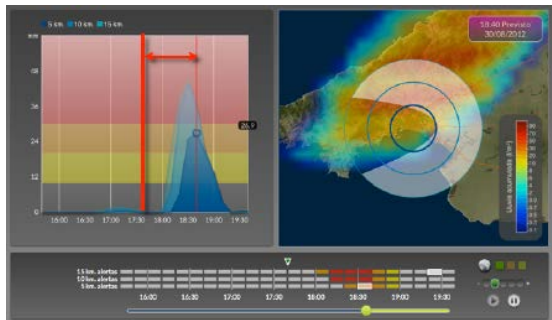 5 km. 10 km. 15 km.
mm
48
36
24
12
0
26,9
16:00 16:30 17:00 17:30 18:00 18:30 19:00 19:30
18:40 Previsto
30/08/2012
Lluvia acumulada (l/m²)
15 km. alertas
10 km. alertas
5 km. alertas
16:00 16:30 17:00 17:30 18:00 18:30 19:00 19:30